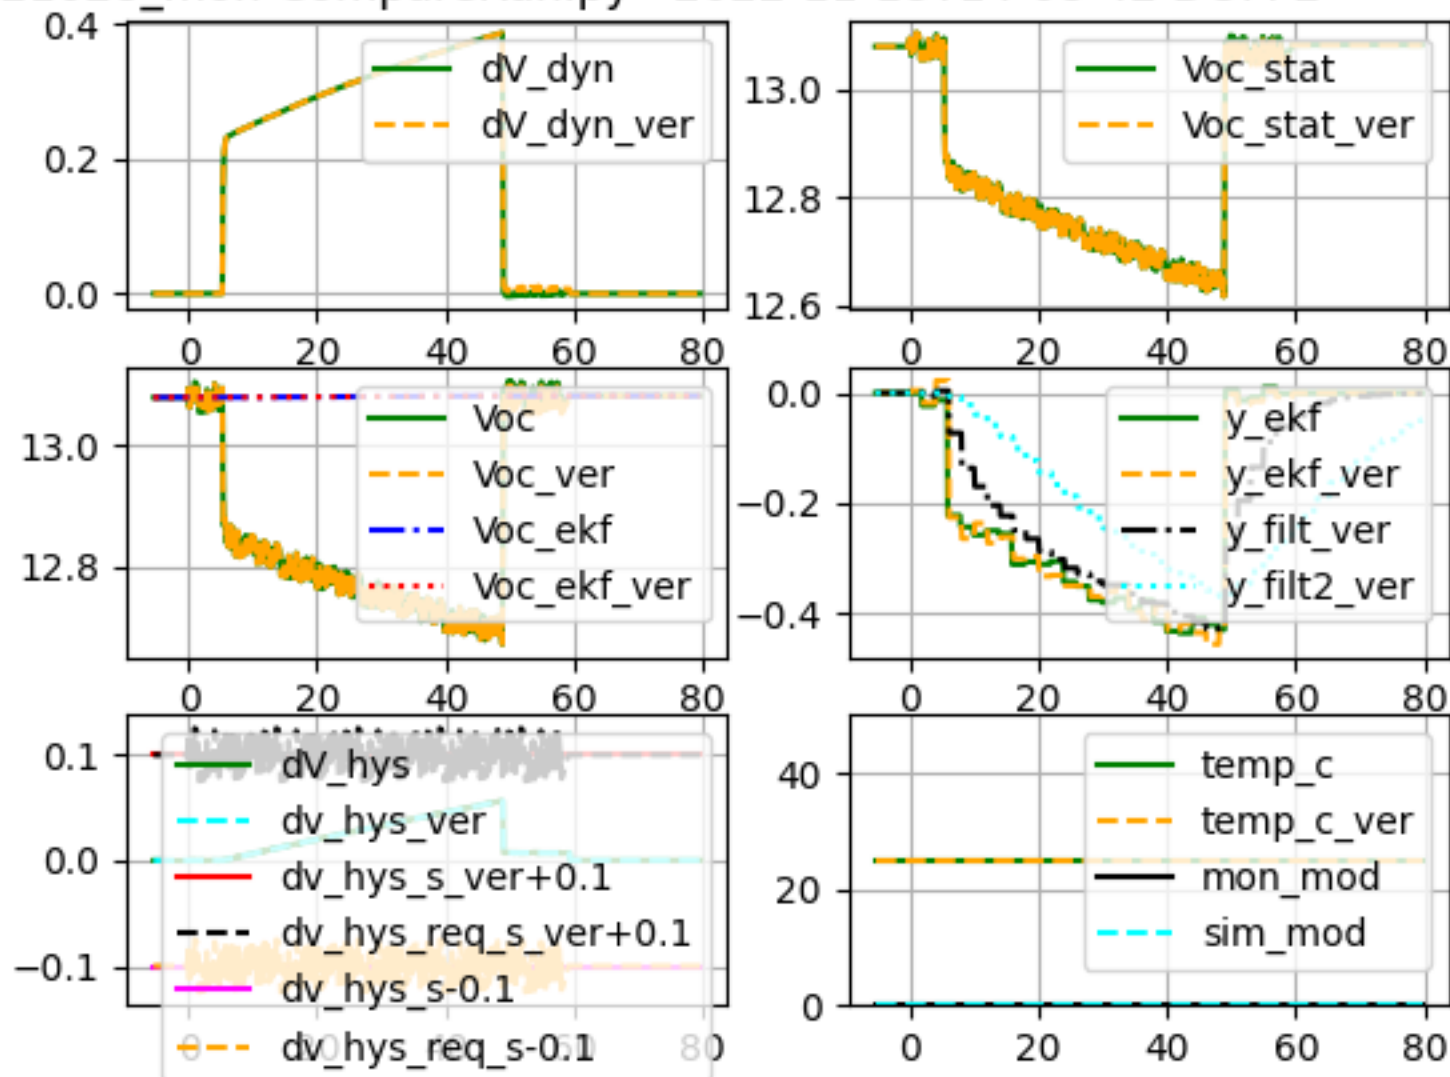 0.4
0.2
0.0
dV_dyn
dV_dyn_ver
0 20 40 60 80
13.0
12.8
12.6
Voc_stat
Voc_stat_ver
0 20 40 60 80
13.0
12.8
Voc
Voc_ver
Voc_ekf
Voc_ekf_ver
0 20 40 60 80
0.0
−0.2
−0.4
y_ekf
y_ekf_ver
y_filt_ver
y_filt2_ver
0 20 40 60 80
0.1
0.0
−0.1
dV_hys
dv_hys_ver
dv_hys_s_ver+0.1
dv_hys_req_s_ver+0.1
dv_hys_s-0.1
dv_hys_req_s-0.1
0 20 40 60 80
40
20
0
temp_c
temp_c_ver
mon_mod
sim_mod
0 20 40 60 80